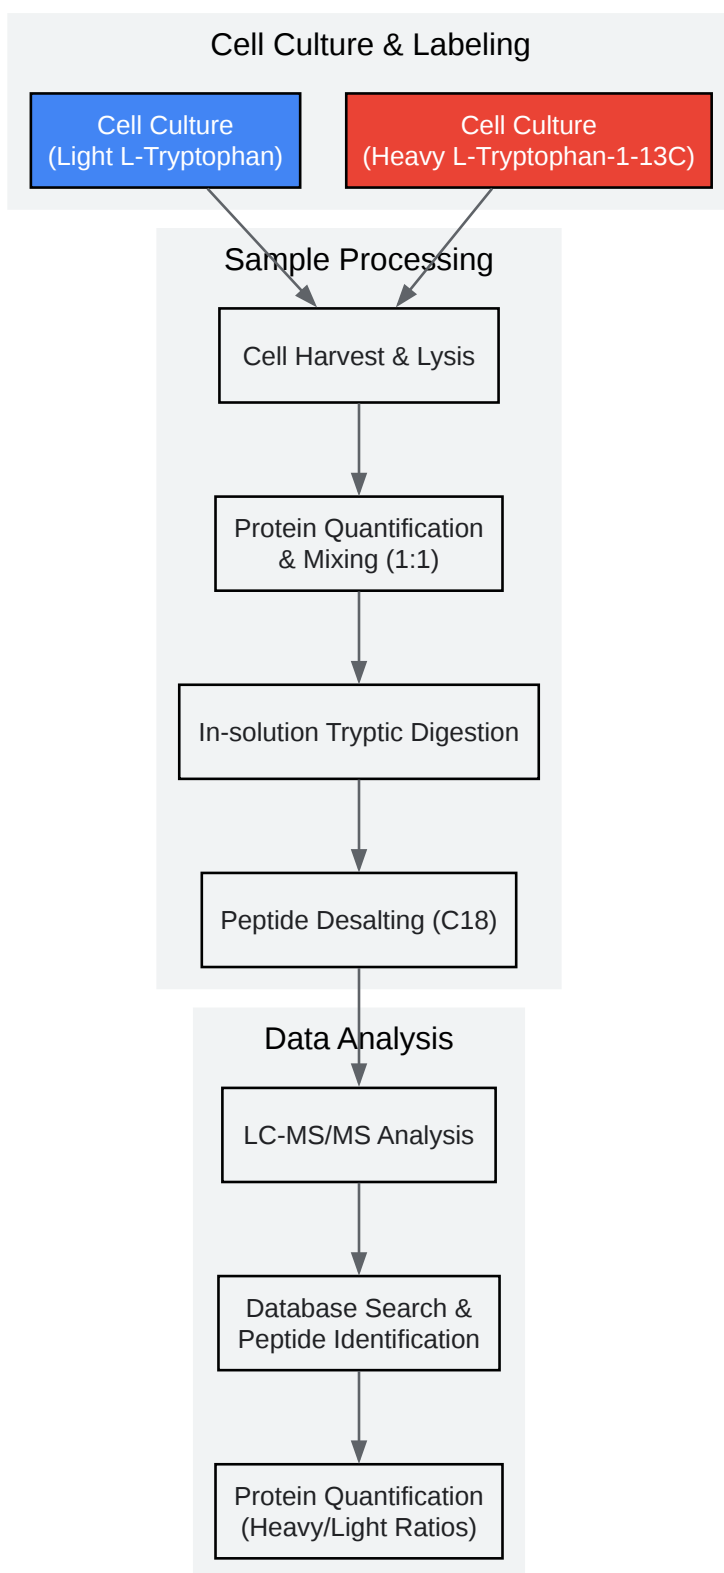 Cell Culture & Labeling
Cell Culture
(Light L-Tryptophan)
Cell Culture
(Heavy L-Tryptophan-1-13C)
Sample Processing
Cell Harvest & Lysis
Protein Quantification
& Mixing (1:1)
In-solution Tryptic Digestion
Peptide Desalting (C18)
Data Analysis
LC-MS/MS Analysis
Database Search &
Peptide Identification
Protein Quantification
(Heavy/Light Ratios)